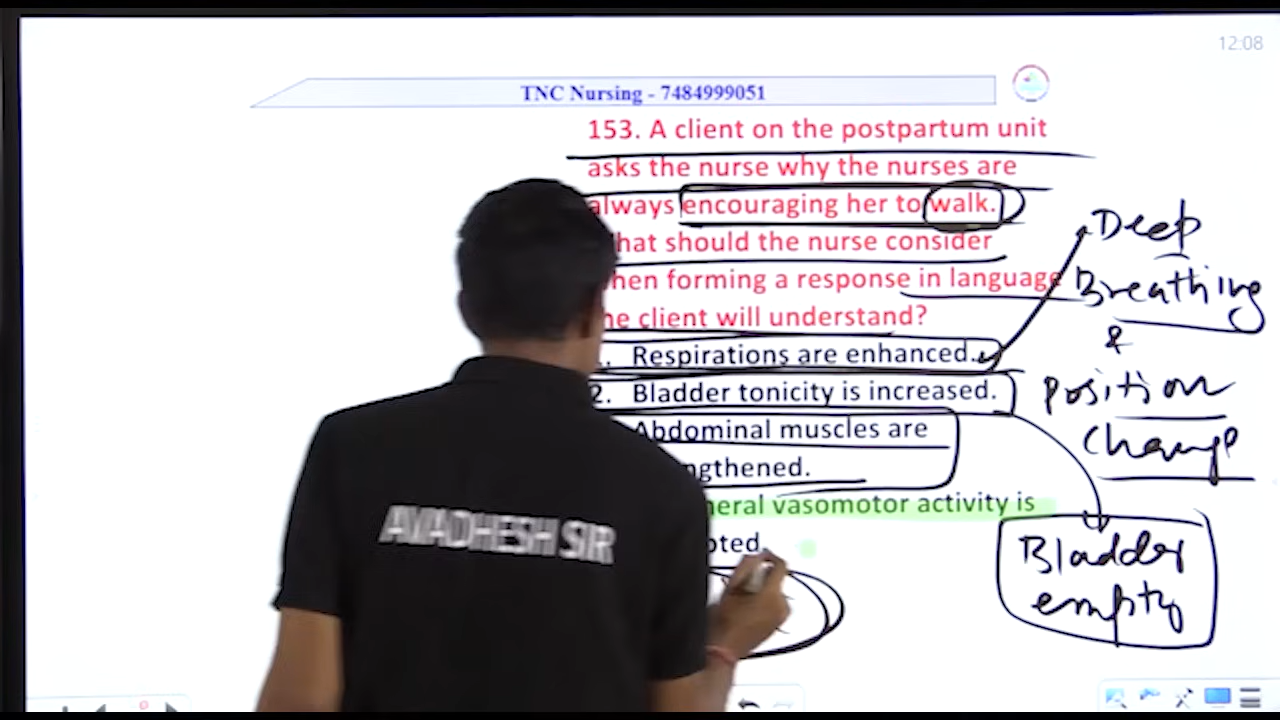 12:08
TNC Nursing - 7484999051
153. A client on the postpartum unit
asks the nurse why the nurses are
always encouraging her to walk.
hat should the nurse consider
hen forming a response in language
he client will understand?
. Respirations are enhanced.
2. Bladder tonicity is increased.
Abdominal muscles are
ngthened.
neral vasomotor activity is
oted.
Deep
Breathing
&
Position
Change
Bladder
empty
AVADHESH SIR